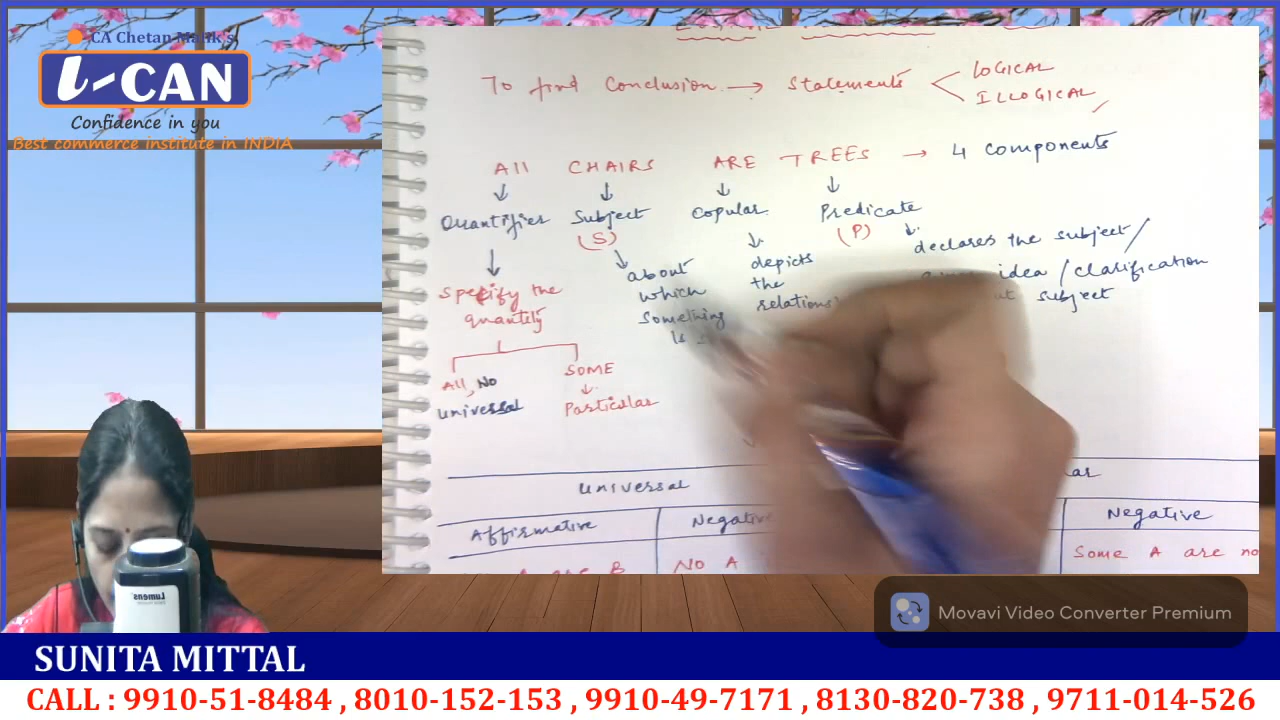 CA Chetan Malik's
i-CAN
Confidence in you
Best commerce institute in INDIA
To find Conclusion → Statements
LOGICAL
ILLOGICAL
All CHAIRS ARE TREES → 4 components
Quantifier Subject Copular Predicate
(S) (P)
Specify the quantity
about which Something is
depicts the
declares the subject/
idea / clarification
subject
All, No SOME
universal Particular
universal
Affirmative Negative Negative
No A Some A are
Lumens
Movavi Video Converter Premium
SUNITA MITTAL
CALL : 9910-51-8484 , 8010-152-153 , 9910-49-7171 , 8130-820-738 , 9711-014-526